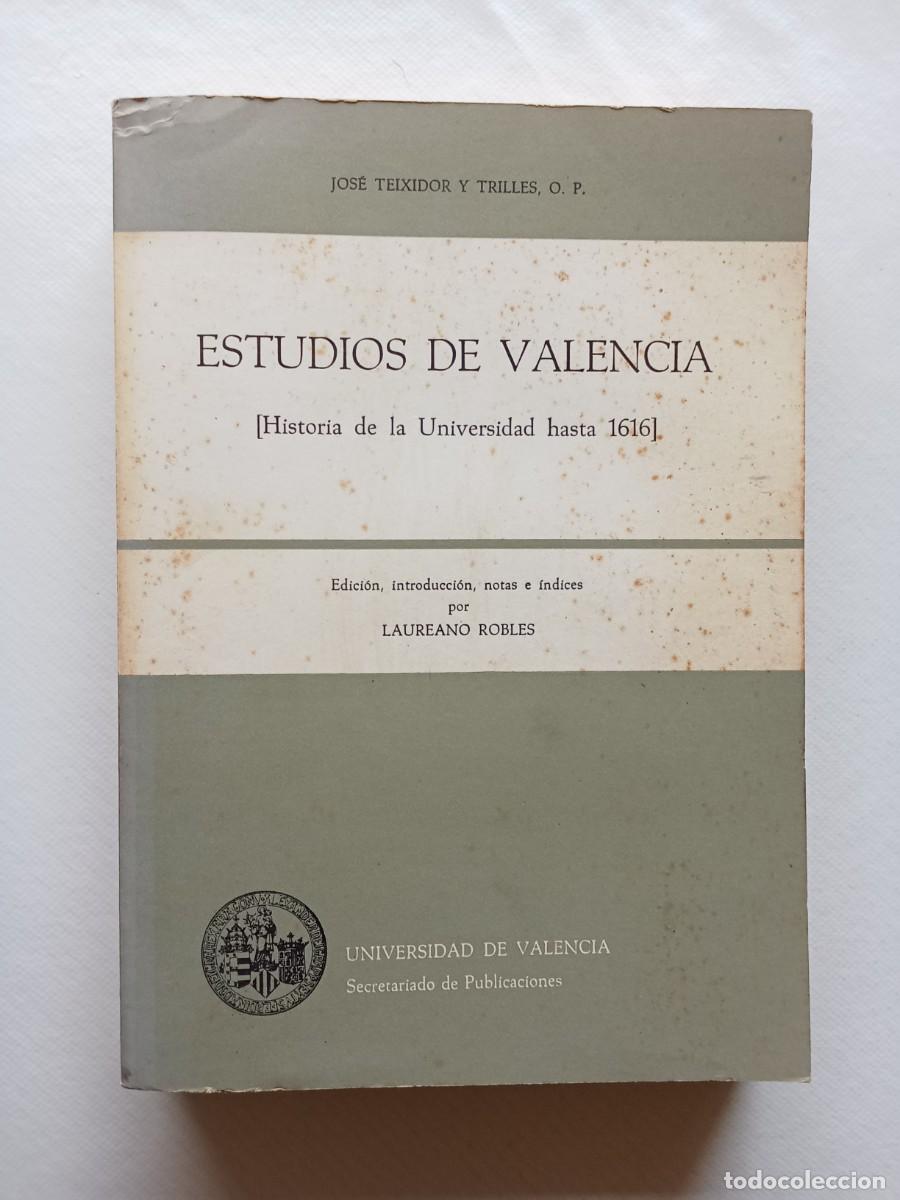 JOSÉ TEIXIDOR Y TRILLES, O. P.
ESTUDIOS DE VALENCIA
[Historia de la Universidad hasta 1616]
Edición, introducción, notas e índices
por
LAUREANO ROBLES
UNIVERSIDAD DE VALENCIA
Secretariado de Publicaciones
todocoleccion